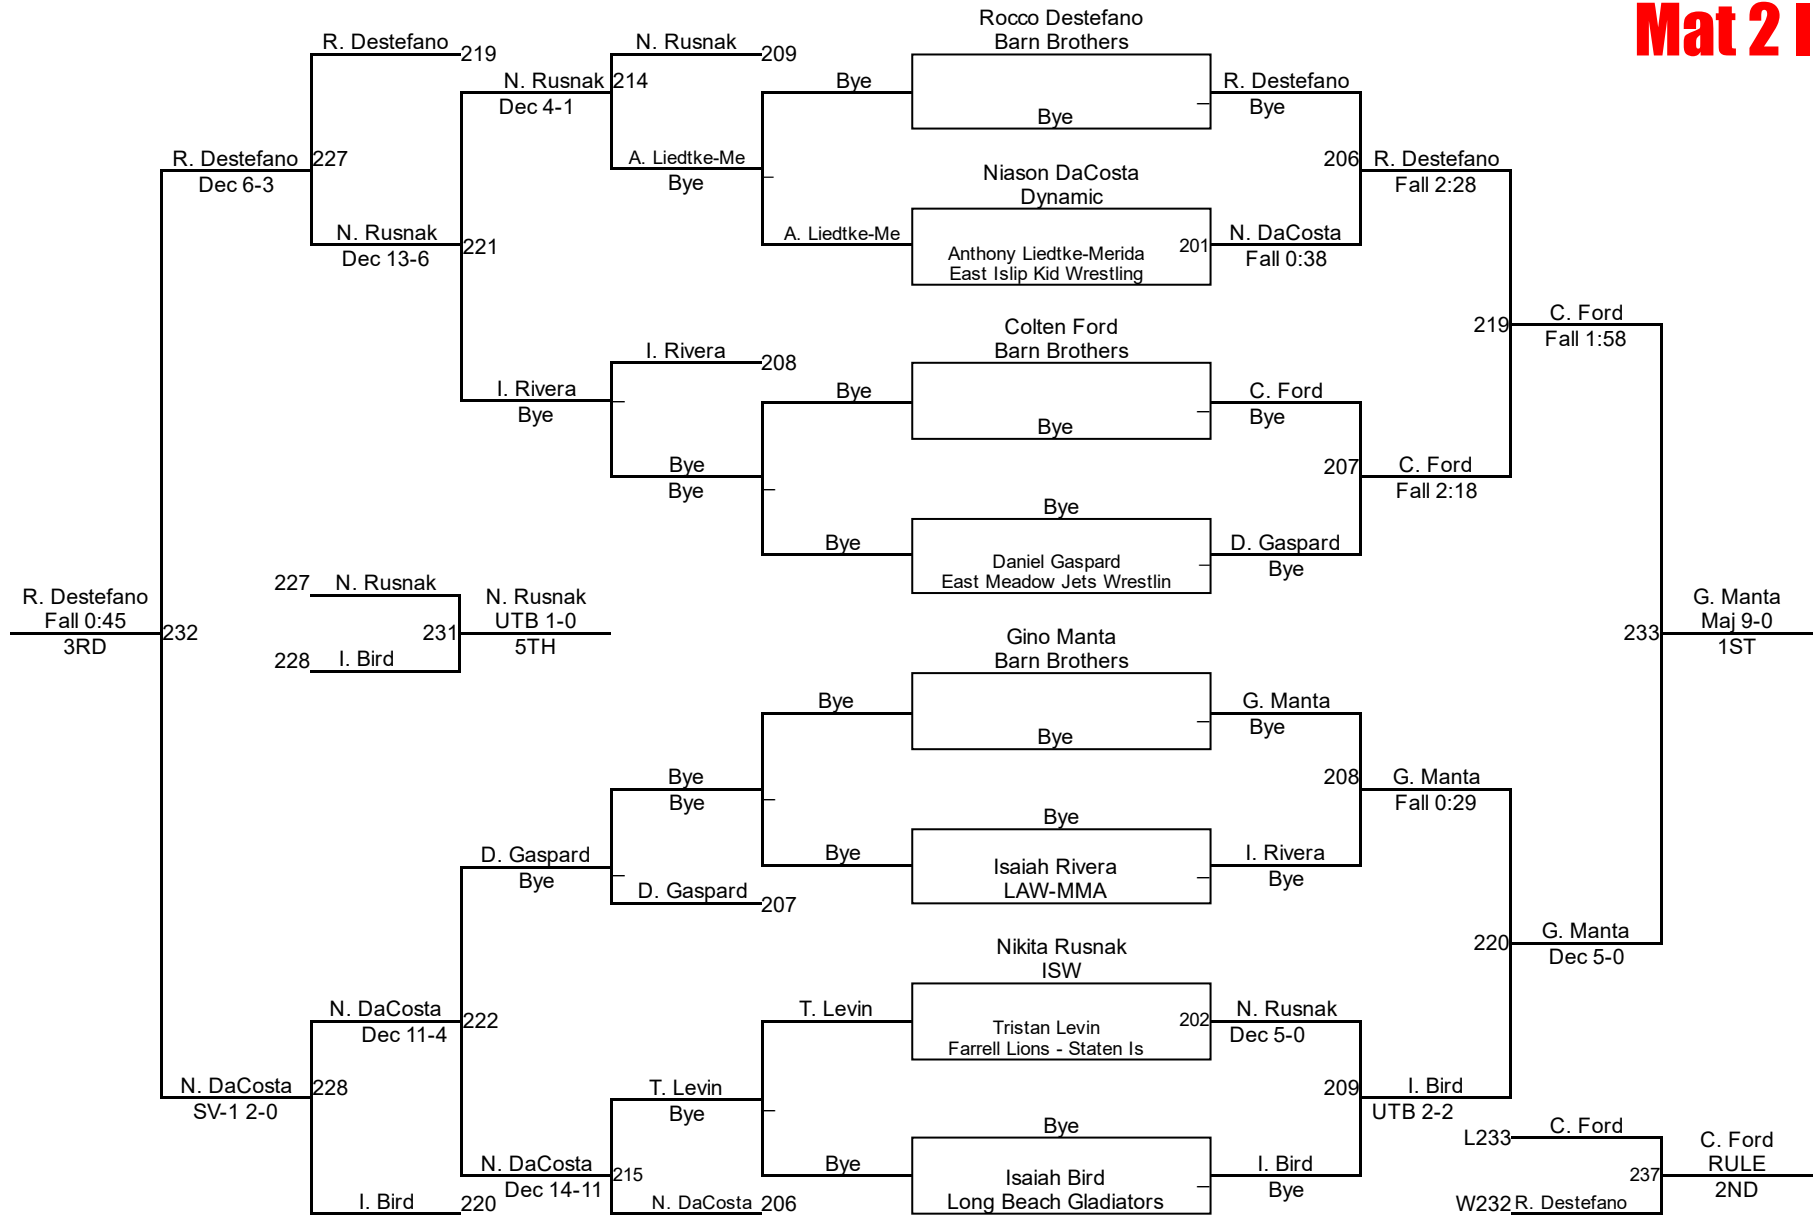 Mat 2 I
R. Destefano
219
N. Rusnak
Dec 4-1
214
N. Rusnak
209
Bye
Rocco Destefano
Barn Brothers
Bye
R. Destefano
Bye
R. Destefano
Dec 6-3
227
A. Liedtke-Me
Bye
Niason DaCosta
Dynamic
206
R. Destefano
Fall 2:28
N. Rusnak
Dec 13-6
221
A. Liedtke-Me
Anthony Liedtke-Merida
East Islip Kid Wrestling
201
N. DaCosta
Fall 0:38
I. Rivera
208
Colten Ford
Barn Brothers
219
C. Ford
Fall 1:58
I. Rivera
Bye
Bye
Bye
C. Ford
Bye
Bye
Bye
207
C. Ford
Fall 2:18
Bye
Bye
Daniel Gaspard
East Meadow Jets Wrestlin
D. Gaspard
Bye
R. Destefano
Fall 0:45
3RD
232
227
N. Rusnak
228
I. Bird
231
N. Rusnak
UTB 1-0
5TH
Gino Manta
Barn Brothers
233
G. Manta
Maj 9-0
1ST
Bye
Bye
G. Manta
Bye
Bye
Bye
208
G. Manta
Fall 0:29
D. Gaspard
Bye
Bye
Bye
Isaiah Rivera
LAW-MMA
I. Rivera
Bye
D. Gaspard
207
Nikita Rusnak
ISW
220
G. Manta
Dec 5-0
N. DaCosta
Dec 11-4
222
T. Levin
Tristan Levin
Farrell Lions - Staten Is
202
N. Rusnak
Dec 5-0
N. DaCosta
SV-1 2-0
228
T. Levin
Bye
209
I. Bird
UTB 2-2
Bye
L233
C. Ford
N. DaCosta
Dec 14-11
215
Bye
Isaiah Bird
Long Beach Gladiators
I. Bird
Bye
237
C. Ford
RULE
2ND
I. Bird
220
N. DaCosta
206
W232
R. Destefano